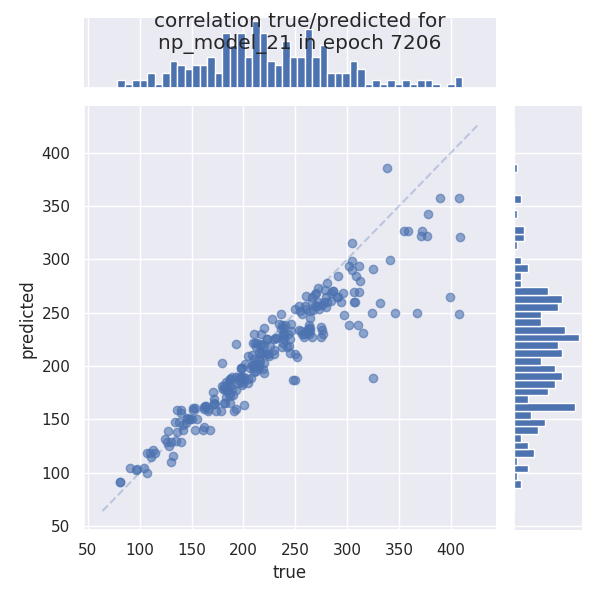 correlation true/predicted for
np_model_21 in epoch 7206
400
350
300
250
200
150
100
50
predicted
50 100 150 200 250 300 350 400
true